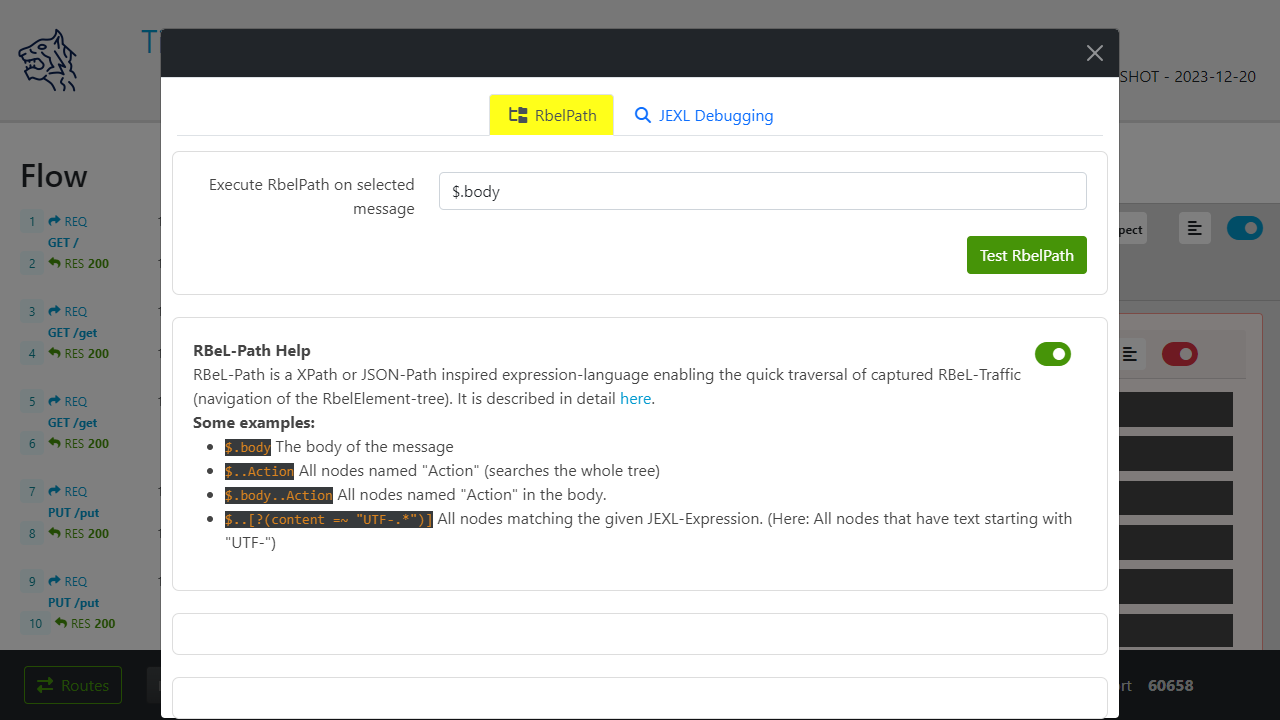 SHOT - 2023-12-20
RbelPath
JEXL Debugging
Execute RbelPath on selected
message
$.body
Test RbelPath
RBeL-Path Help
RBeL-Path is a XPath or JSON-Path inspired expression-language enabling the quick traversal of captured RBeL-Traffic
(navigation of the RbelElement-tree). It is described in detail here.
Some examples:
$.body The body of the message
$..Action All nodes named "Action" (searches the whole tree)
$.body..Action All nodes named "Action" in the body.
$..[?(content =~ "UTF-.*")] All nodes matching the given JEXL-Expression. (Here: All nodes that have text starting with
"UTF-")
Flow
1 REQ
GET /
2 RES 200
3 REQ
GET /get
4 RES 200
5 REQ
GET /get
6 RES 200
7 REQ
PUT /put
8 RES 200
9 REQ
PUT /put
10 RES 200
Routes
60658